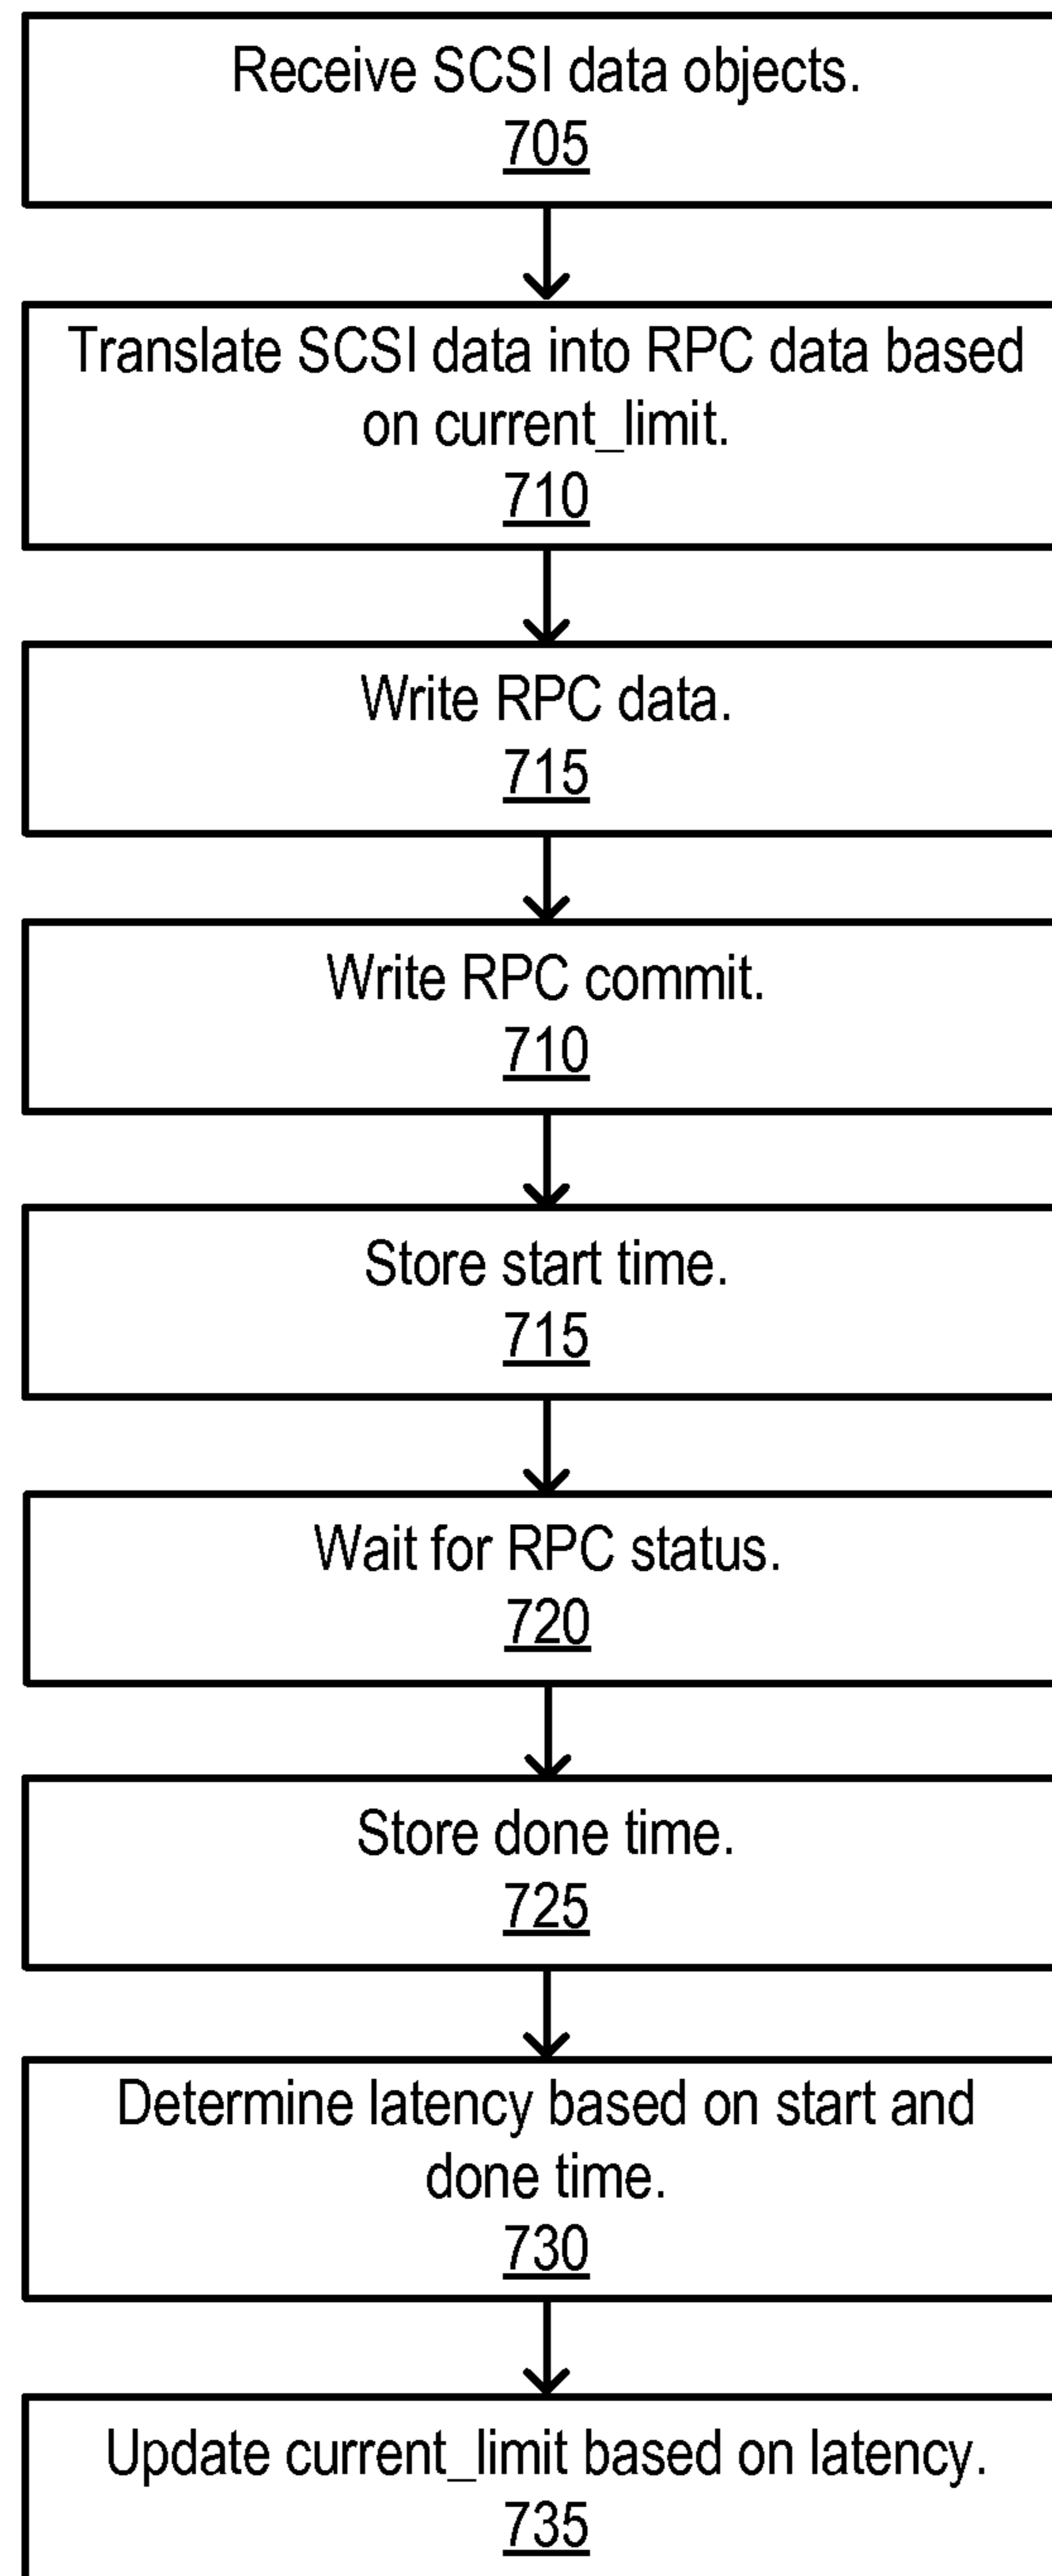 Receive SCSI data objects.
705
Translate SCSI data into RPC data based
on current_limit.
710
Write RPC data.
715
Write RPC commit.
710
Store start time.
715
Wait for RPC status.
720
Store done time.
725
Determine latency based on start and
done time.
730
Update current_limit based on latency.
735